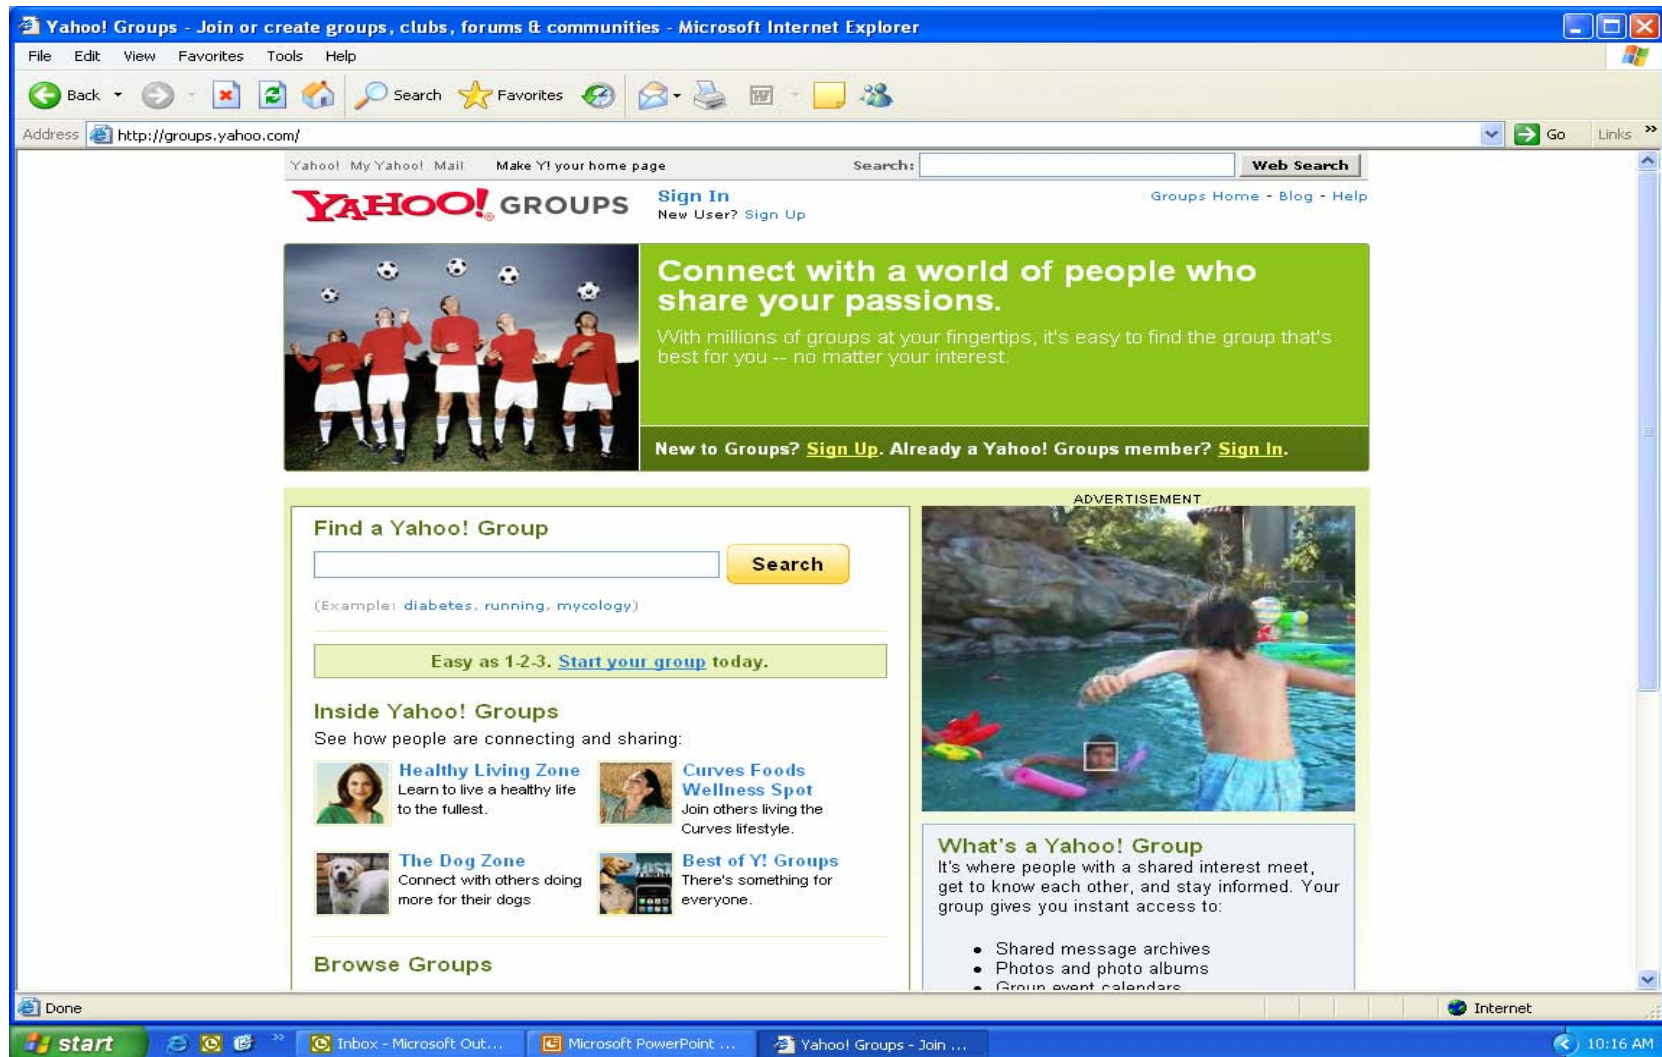 Yahoo! Groups - Join or create groups, clubs, forums & communities - Microsoft Internet Explorer
File Edit View Favorites Tools Help
Back Search Favorites
Address http://groups.yahoo.com/ Go Links
Yahoo! My Yahoo! Mail Make Y! your home page Search: Web Search
YAHOO! GROUPS Sign In Groups Home - Blog - Help
New User? Sign Up
Connect with a world of people who
share your passions.
With millions of groups at your fingertips, it's easy to find the group that's
best for you -- no matter your interest.
New to Groups? Sign Up. Already a Yahoo! Groups member? Sign In.
ADVERTISEMENT
Find a Yahoo! Group
Search
(Example: diabetes, running, mycology)
Easy as 1-2-3. Start your group today.
Inside Yahoo! Groups
See how people are connecting and sharing:
Healthy Living Zone
Learn to live a healthy life
to the fullest.
Curves Foods
Wellness Spot
Join others living the
Curves lifestyle.
The Dog Zone
Connect with others doing
more for their dogs
LOST
Best of Y! Groups
There's something for
everyone.
Browse Groups
What's a Yahoo! Group
It's where people with a shared interest meet,
get to know each other, and stay informed. Your
group gives you instant access to:
• Shared message archives
• Photos and photo albums
• Group event calendars
Done Internet
start Inbox - Microsoft Out... Microsoft PowerPoint ... Yahoo! Groups - Join ... 10:16 AM